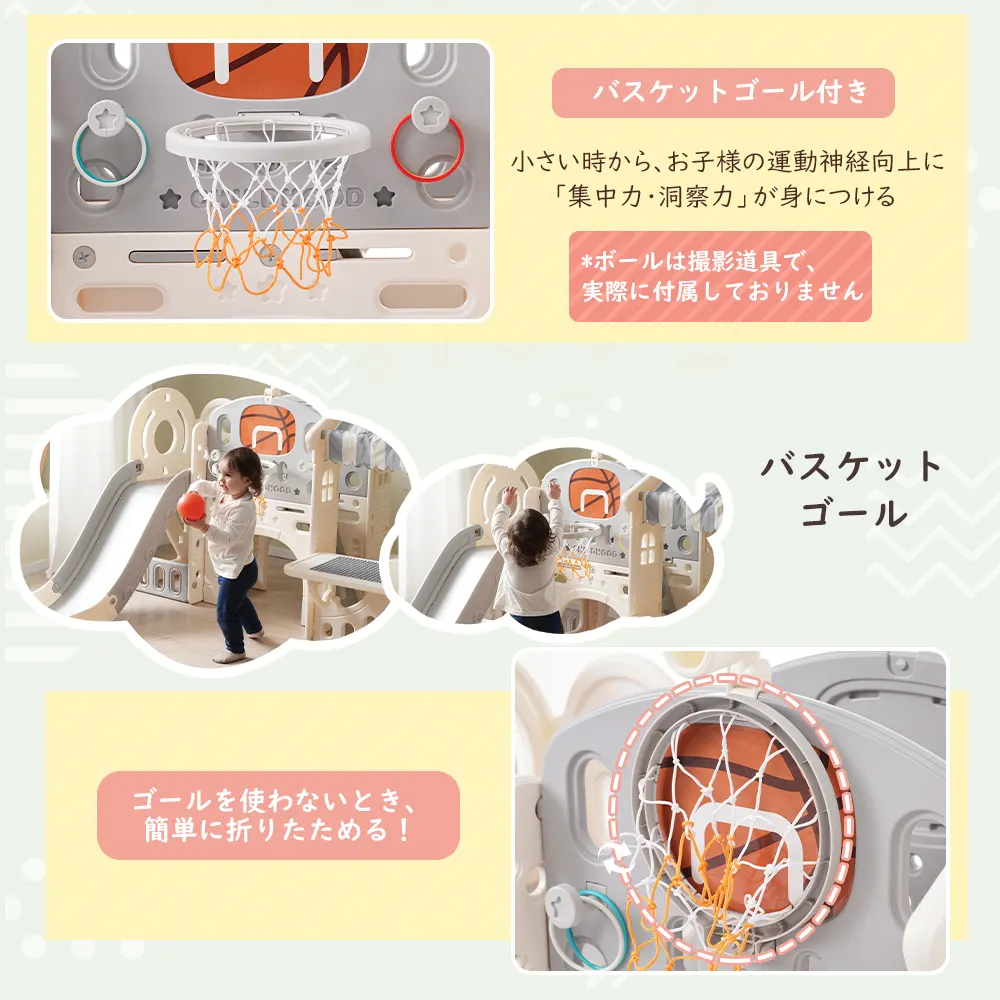 バスケットゴール付き
小さい時から、お子様の運動神経向上に
「集中力・洞察力」が身につける
*ボールは撮影道具で、
実際に付属しておりません
バスケット
ゴール
ゴールを使わないとき、
簡単に折りたためる！